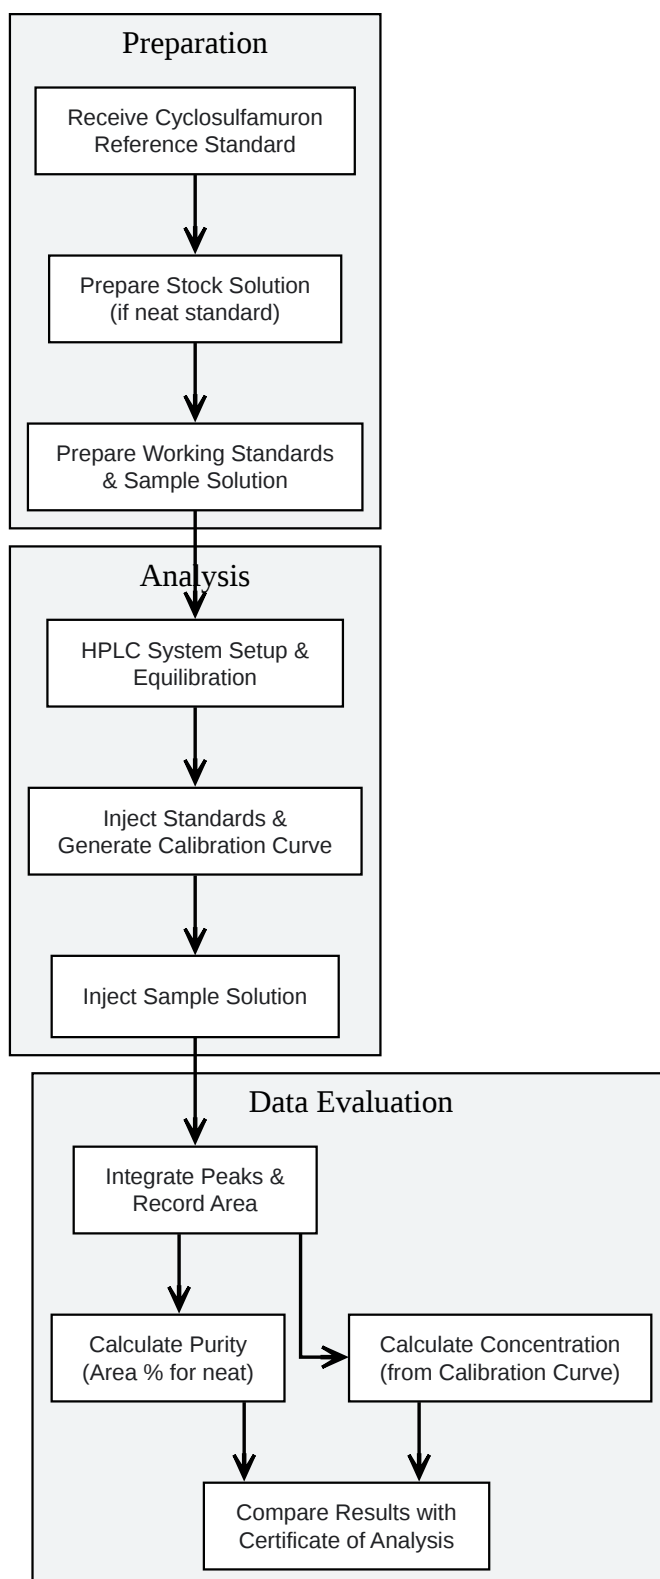 Preparation
Receive Cyclosulfamuron
Reference Standard
Prepare Stock Solution
(if neat standard)
Prepare Working Standards
& Sample Solution
Analysis
HPLC System Setup &
Equilibration
Inject Standards &
Generate Calibration Curve
Inject Sample Solution
Data Evaluation
Integrate Peaks &
Record Area
Calculate Purity
(Area % for neat)
Calculate Concentration
(from Calibration Curve)
Compare Results with
Certificate of Analysis